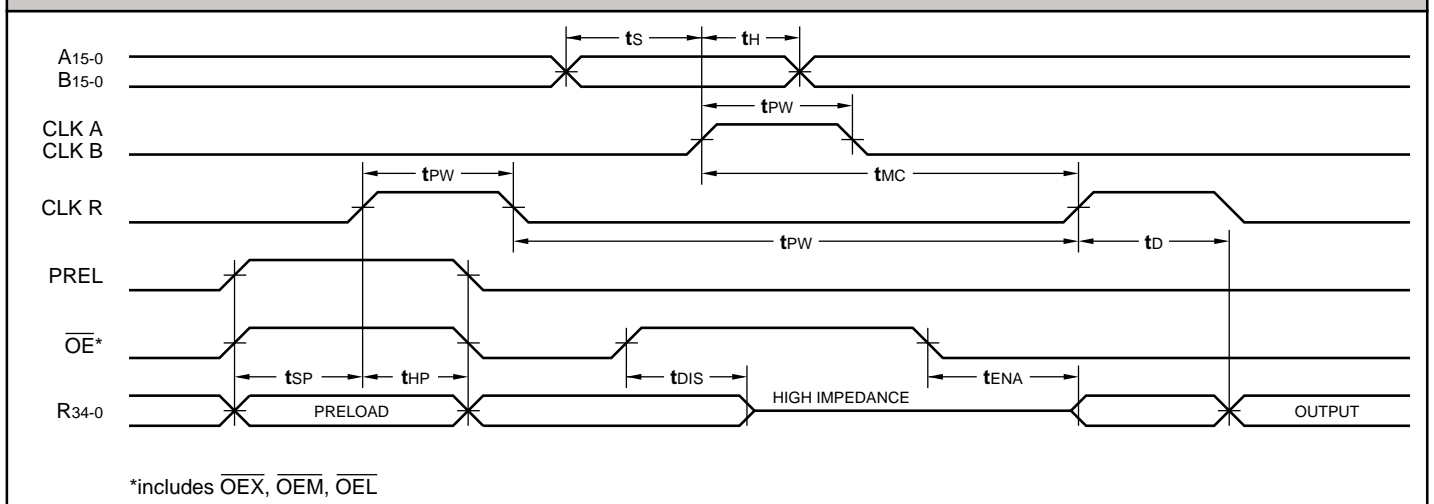 tS tH
A15-0
B15-0
tPW
CLK A
CLK B
tPW tMC
CLK R
tPW tD
PREL
OE*
tSP tHP tDIS tENA
HIGH IMPEDANCE
R34-0 PRELOAD OUTPUT
*includes OEX, OEM, OEL